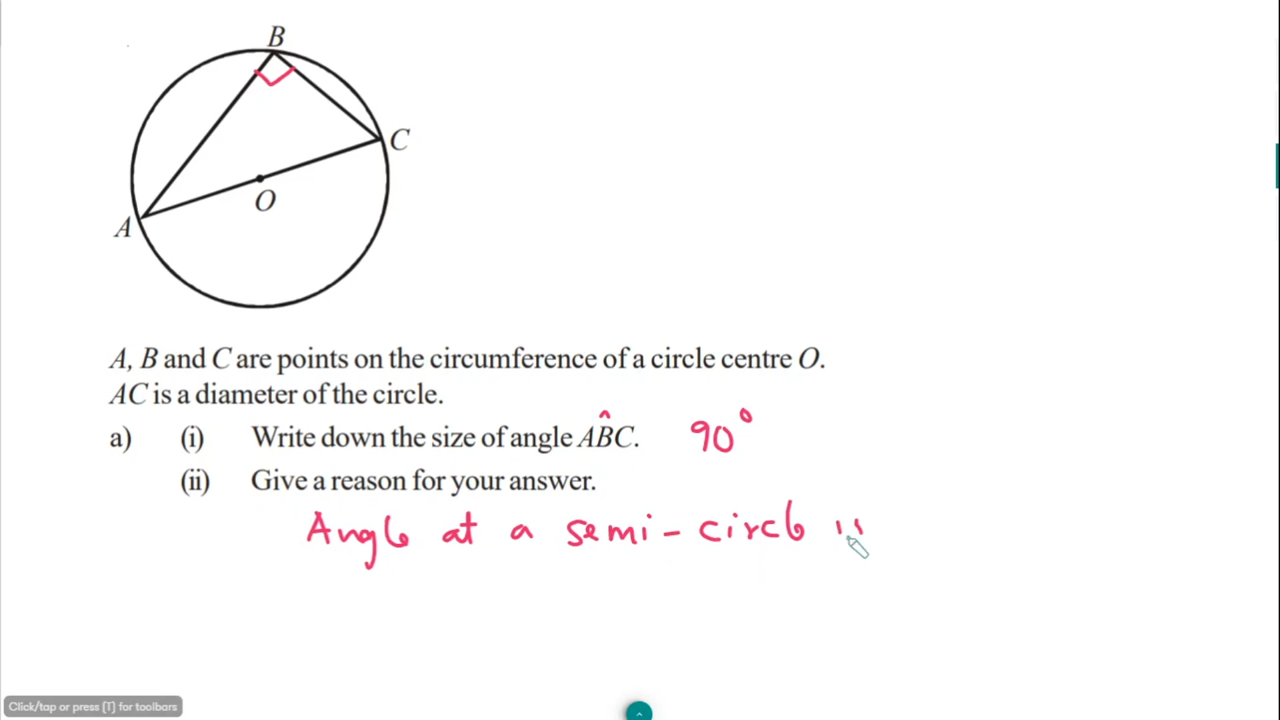 B
C
O
A
A, B and C are points on the circumference of a circle centre O.
AC is a diameter of the circle.
a) (i) Write down the size of angle AB̂C. 90°
(ii) Give a reason for your answer.
Angle at a semi-circle is
Click/tap or press [T] for toolbars